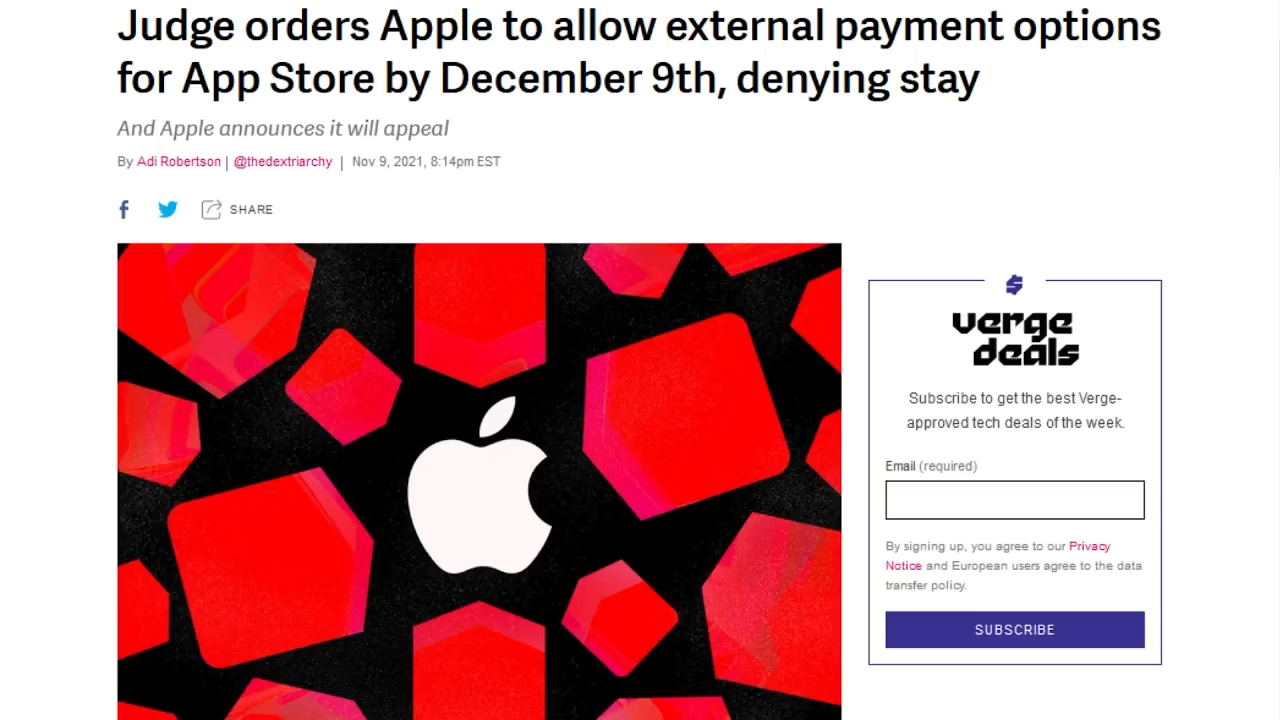 Judge orders Apple to allow external payment options
for App Store by December 9th, denying stay
And Apple announces it will appeal
By Adi Robertson | @thedextriarchy | Nov 9, 2021, 8:14pm EST
SHARE
verge
deals
Subscribe to get the best Verge-
approved tech deals of the week.
Email (required)
By signing up, you agree to our Privacy
Notice and European users agree to the data
transfer policy.
SUBSCRIBE